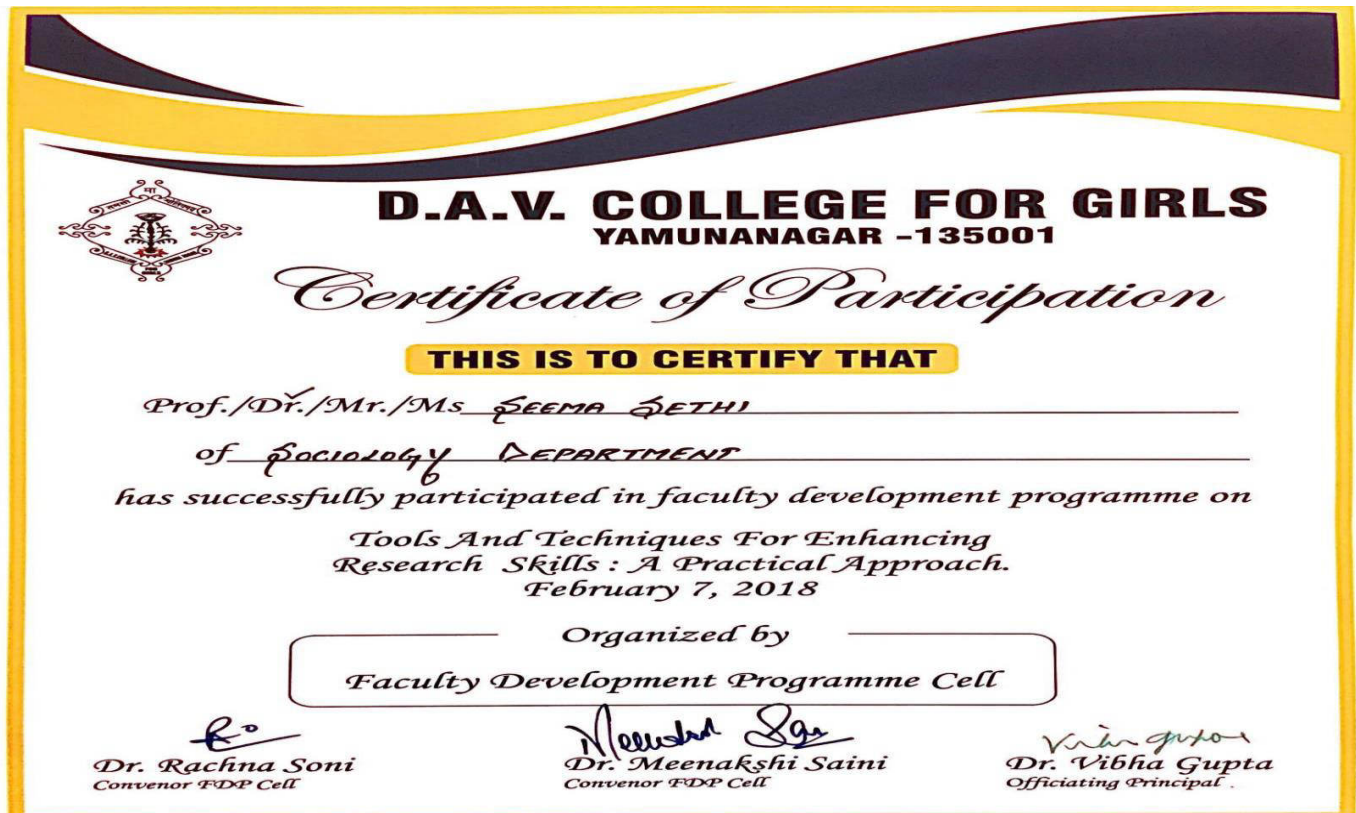 D.A.V. COLLEGE FOR GIRLS
YAMUNANAGAR -135001
Certificate of Participation
THIS IS TO CERTIFY THAT
Prof./Dr./Mr./Ms SEEMA SETHI
of SOCIOLOGY DEPARTMENT
has successfully participated in faculty development programme on
Tools And Techniques For Enhancing
Research Skills : A Practical Approach.
February 7, 2018
Organized by
Faculty Development Programme Cell
Meenakshi Vibha Gupta
Dr. Rachna Soni Dr. Meenakshi Saini Dr. Vibha Gupta
Convenor FDP Cell Convenor FDP Cell Officiating Principal .